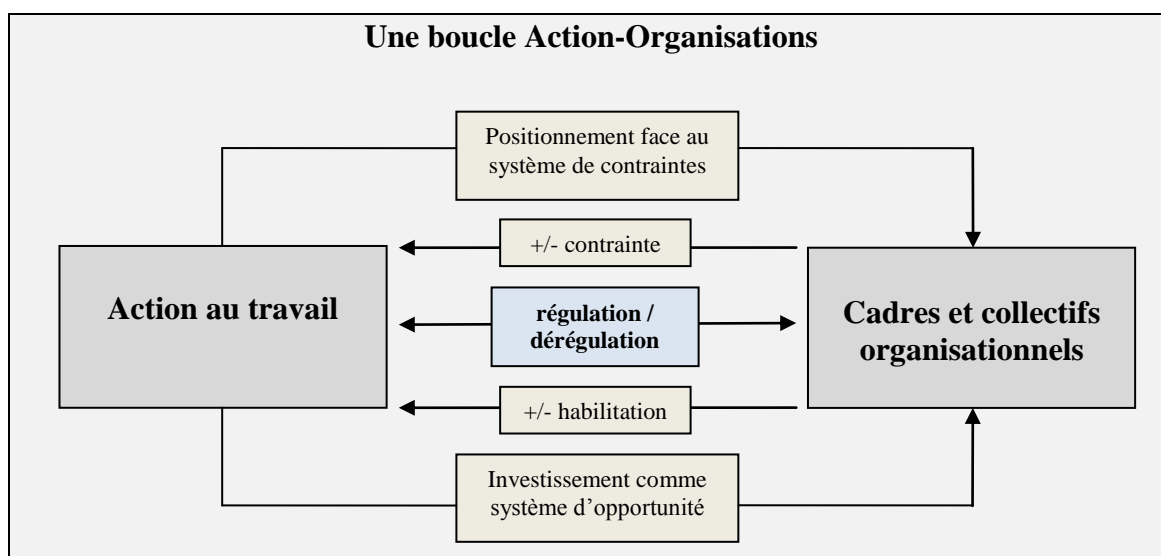 Une boucle Action-Organisations
Positionnement face au
système de contraintes
+/- contrainte
Action au travail
régulation /
dérégulation
Cadres et collectifs
organisationnels
+/- habilitation
Investissement comme
système d’opportunité